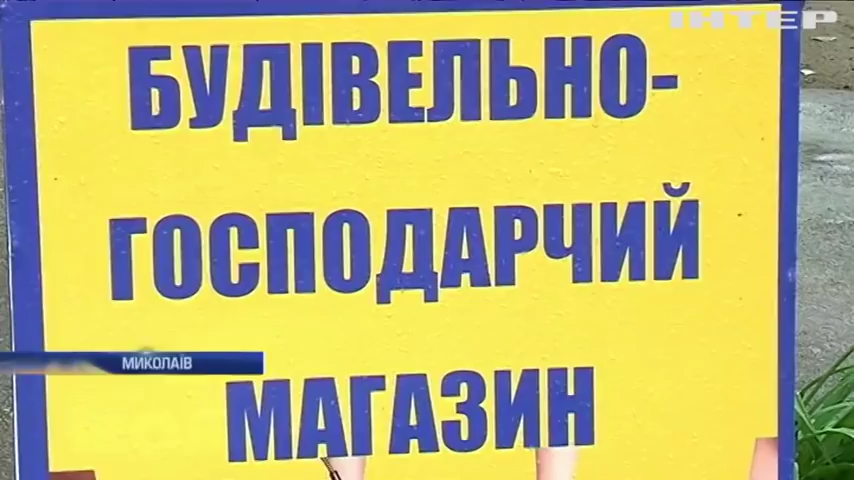 ІНТЕР
БУДІВЕЛЬНО-
ГОСПОДАРЧИЙ
МИКОЛАЇВ
МАГАЗИН